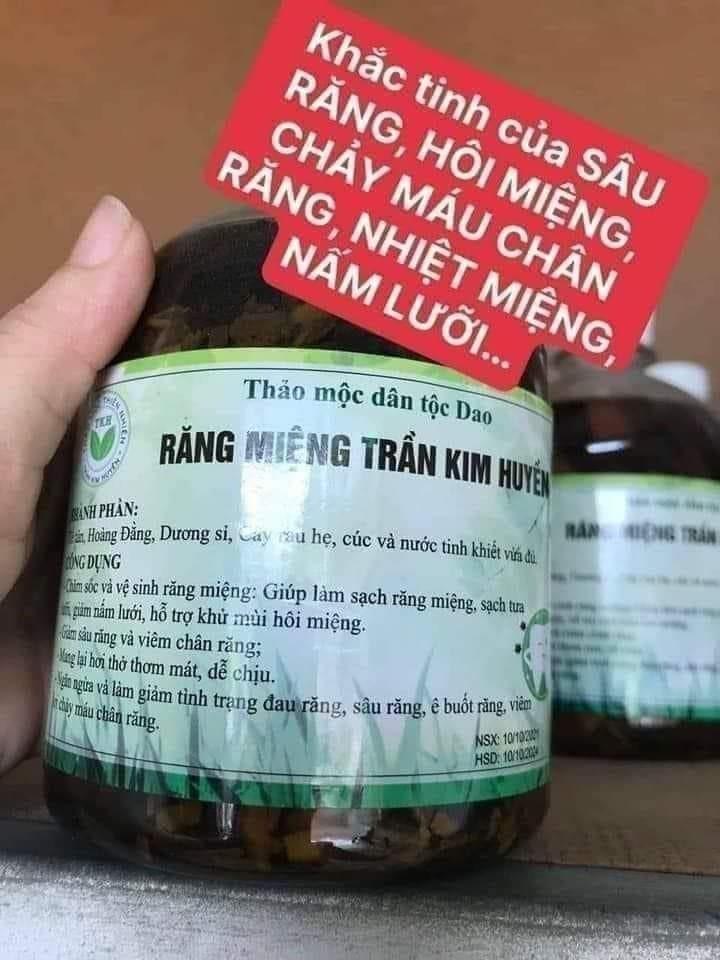 Khắc tinh của SÂU
RĂNG, HÔI MIỆNG,
CHẢY MÁU CHÂN
RĂNG, NHIỆT MIỆNG,
NẤM LƯỠI...
Thảo mộc dân tộc Dao
RĂNG MIỆNG TRẦN KIM HUYỀN
TKH
THÀNH PHẦN:
Hoàng Đằng, Dương sỉ, Cây rau hẹ, cúc và nước tinh khiết vừa đủ.
CÔNG DỤNG
-Chăm sốc và vệ sinh răng miệng: Giúp làm sạch răng miệng, sạch tưa
lưỡi, giảm nấm lưới, hỗ trợ khử mùi hôi miệng.
-Giảm sâu răng và viêm chân răng;
-Mang lại hơi thở thơm mát, dễ chịu.
-Ngăn ngừa và làm giảm tình trạng đau răng, sâu răng, ê buốt răng, viêm
chảy máu chân răng.
NSX: 10/10/2021
HSD: 10/10/2024
RĂNG MIỆNG TRẦN